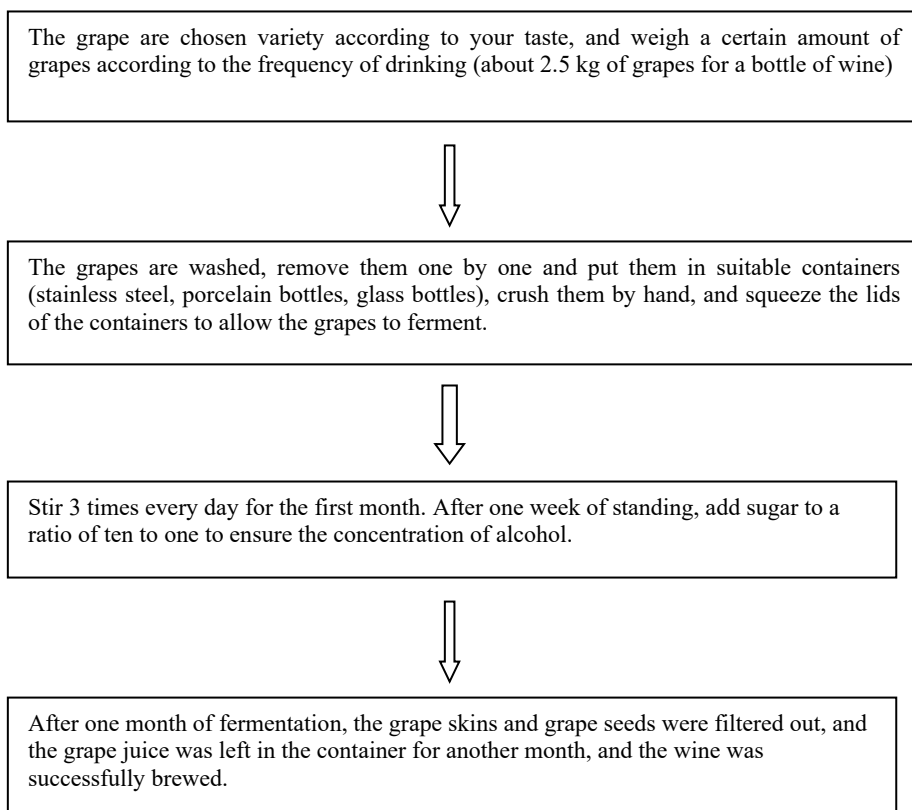 The grape are chosen variety according to your taste, and weigh a certain amount of
grapes according to the frequency of drinking (about 2.5 kg of grapes for a bottle of wine)
The grapes are washed, remove them one by one and put them in suitable containers
(stainless steel, porcelain bottles, glass bottles), crush them by hand, and squeeze the lids
of the containers to allow the grapes to ferment.
Stir 3 times every day for the first month. After one week of standing, add sugar to a
ratio of ten to one to ensure the concentration of alcohol.
After one month of fermentation, the grape skins and grape seeds were filtered out, and
the grape juice was left in the container for another month, and the wine was
successfully brewed.